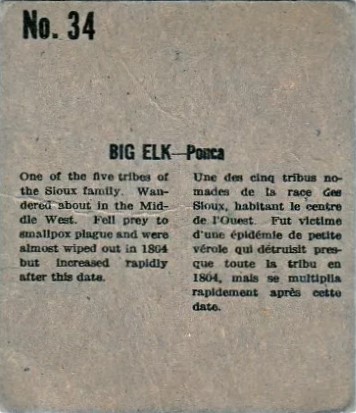 No. 34
BIG ELK—Ponca
One of the five tribes of
the Sioux family. Wan-
dered about in the Mid-
dle West. Fell prey to
smallpox plague and were
almost wiped out in 1864
but increased rapidly
after this date.
Une des cinq tribus no-
mades de la race des
Sioux, habitant le centre
de l'Ouest. Fut victime
d'une épidémie de petite
vérole qui détruisit pres-
que toute la tribu en
1804, mais se multiplia
rapidement après cette
date.